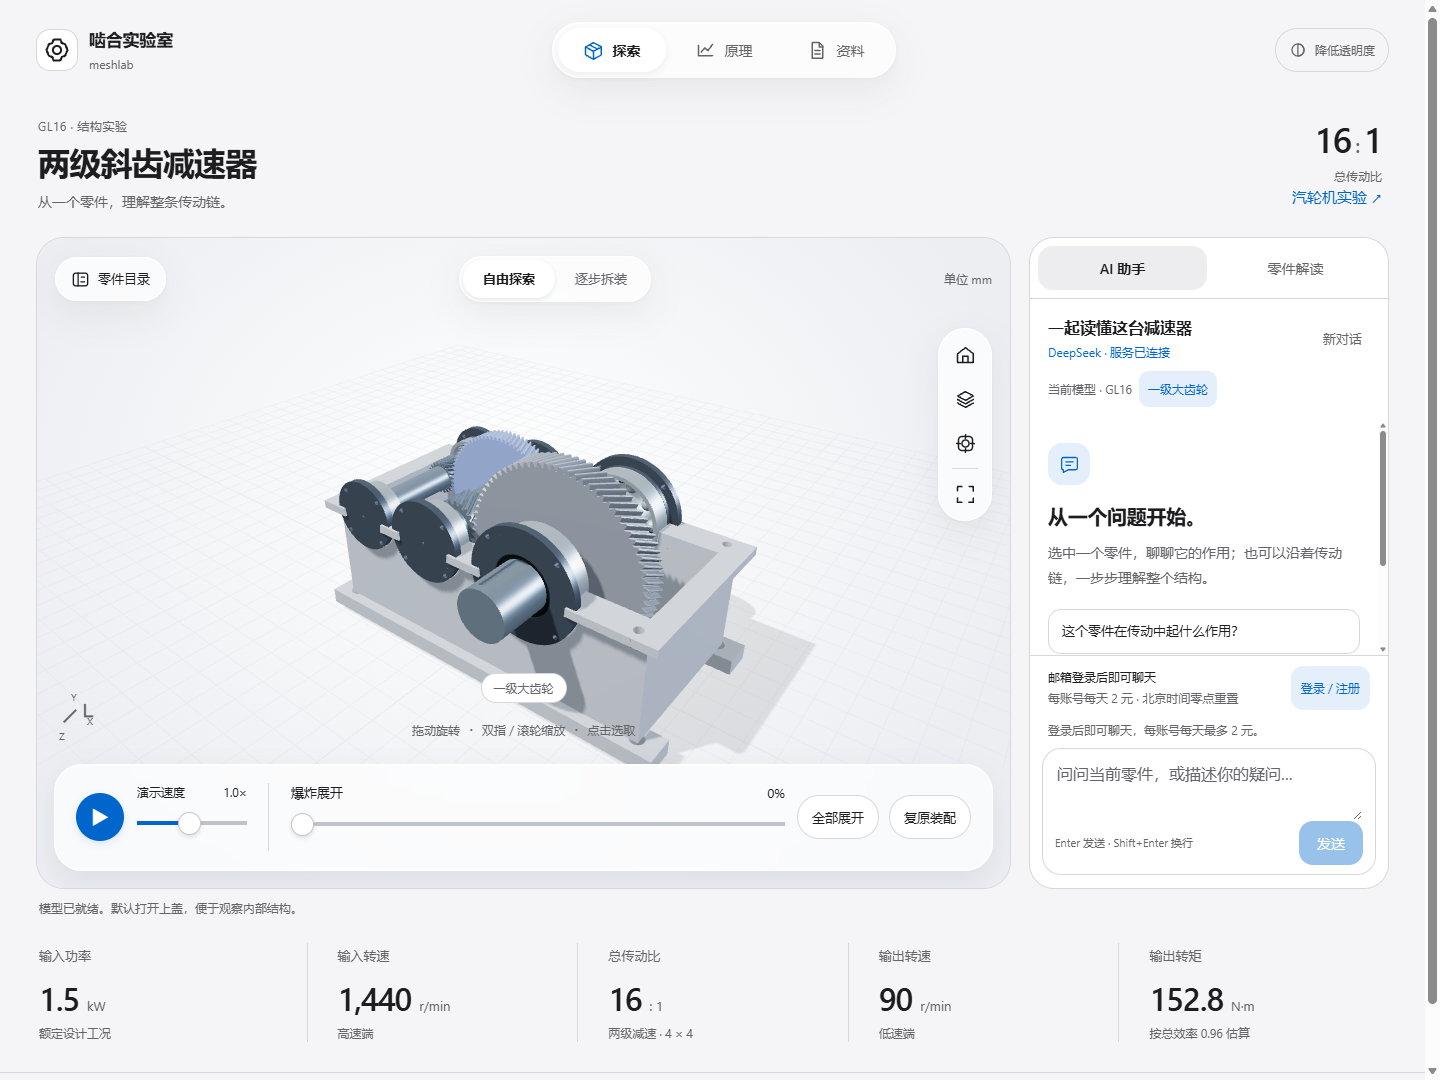 啮合实验室
meshlab
探索
原理
资料
降低透明度
GL16 · 结构实验
两级斜齿减速器
从一个零件，理解整条传动链。
16 : 1
总传动比
汽轮机实验 ↗
零件目录
自由探索
逐步拆装
单位 mm
一级大齿轮
拖动旋转 · 双指 / 滚轮缩放 · 点击选取
Y
X
Z
演示速度
1.0×
爆炸展开
0%
全部展开
复原装配
AI 助手
零件解读
一起读懂这台减速器
DeepSeek · 服务已连接
新对话
当前模型 · GL16
一级大齿轮
从一个问题开始。
选中一个零件，聊聊它的作用；也可以沿着传动
链，一步步理解整个结构。
这个零件在传动中起什么作用？
邮箱登录后即可聊天
每账号每天 2 元 · 北京时间零点重置
登录 / 注册
登录后即可聊天，每账号每天最多 2 元。
问问当前零件，或描述你的疑问...
Enter 发送 · Shift+Enter 换行
发送
模型已就绪。默认打开上盖，便于观察内部结构。
输入功率
1.5 kW
额定设计工况
输入转速
1,440 r/min
高速端
总传动比
16 : 1
两级减速 · 4 × 4
输出转速
90 r/min
低速端
输出转矩
152.8 N·m
按总效率 0.96 估算